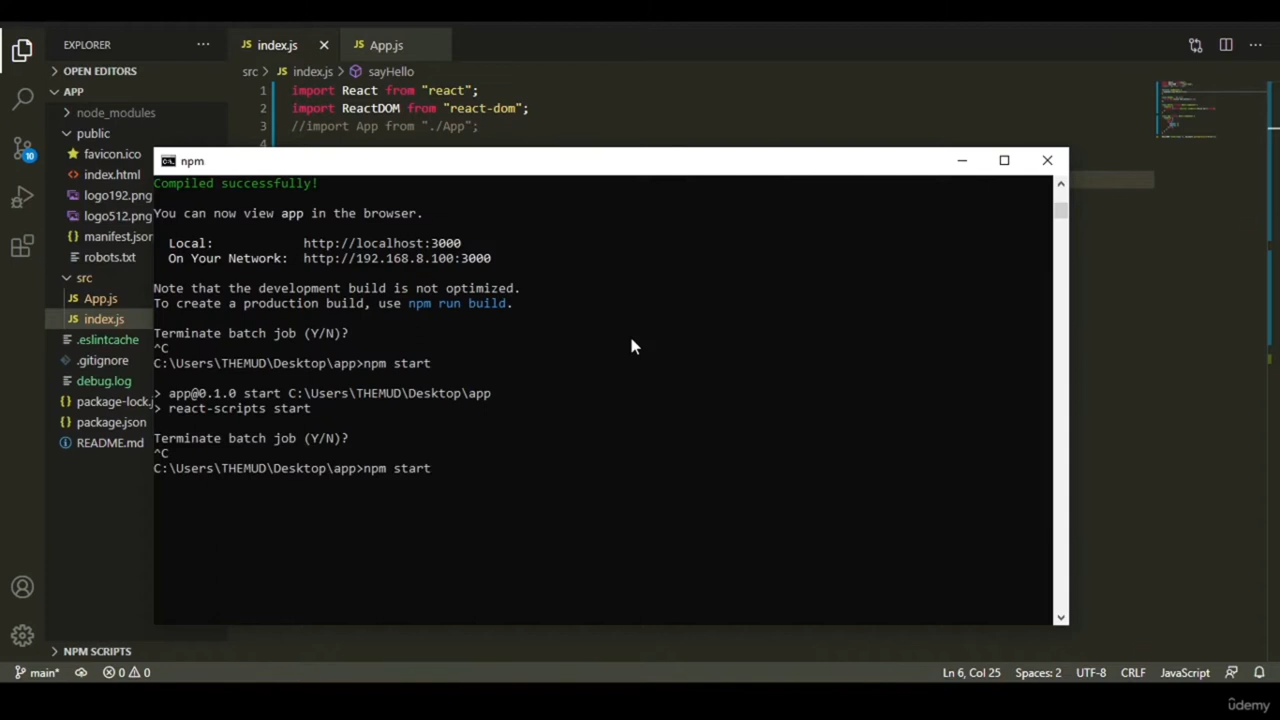 EXPLORER
index.js
App.js
OPEN EDITORS
src
index.js
sayHello
APP
1
import React from "react";
node_modules
2
import ReactDOM from "react-dom";
public
3
//import App from "./App";
4
favicon.ico
10
npm
index.html
Compiled successfully!
logo192.png
You can now view app in the browser.
logo512.png
manifest.jsor
Local: http://localhost:3000
robots.txt
On Your Network: http://192.168.8.100:3000
src
Note that the development build is not optimized.
App.js
To create a production build, use npm run build.
index.js
Terminate batch job (Y/N)?
.eslintcache
^C
.gitignore
C:\Users\THEMUD\Desktop\app>npm start
debug.log
> app@0.1.0 start C:\Users\THEMUD\Desktop\app
package-lock.j
> react-scripts start
package.json
Terminate batch job (Y/N)?
README.md
^C
C:\Users\THEMUD\Desktop\app>npm start
NPM SCRIPTS
main*
0
0
Ln 6, Col 25
Spaces: 2
UTF-8
CRLF
JavaScript
ûdemy